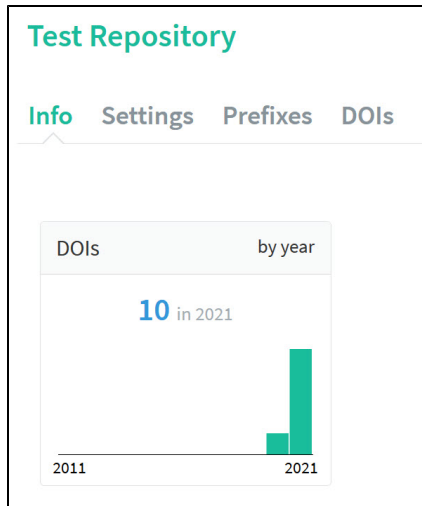 Test Repository
Info Settings Prefixes DOIs
DOIs by year
10 in 2021
2011 2021